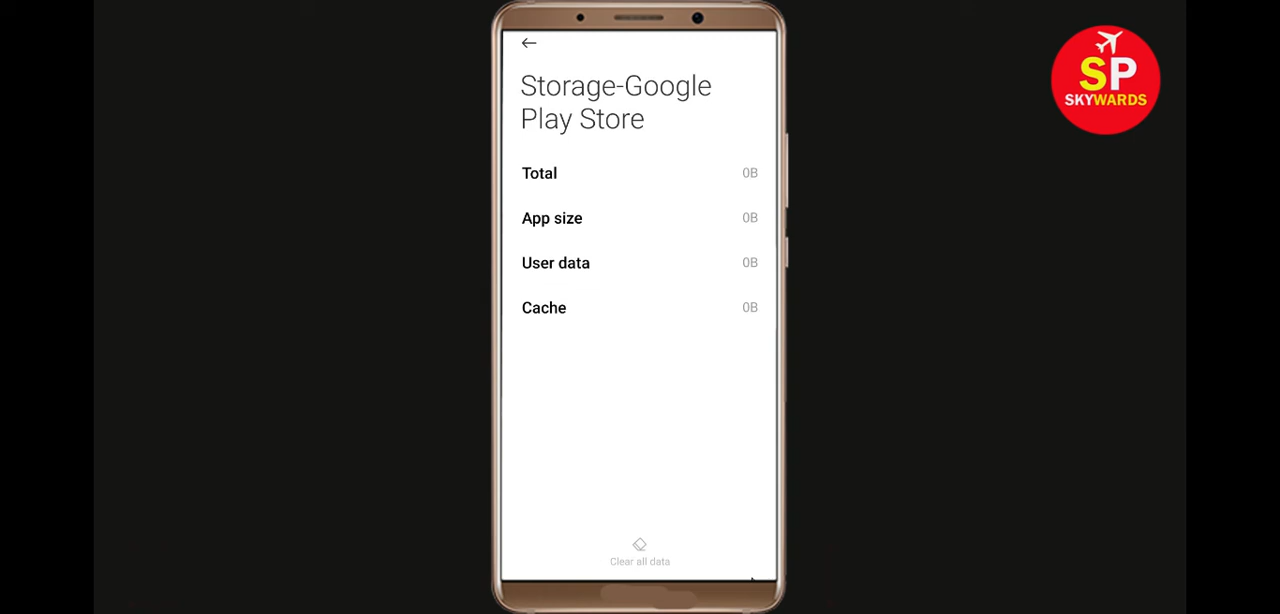 Storage-Google
Play Store
Total 0B
App size 0B
User data 0B
Cache 0B
Clear all data
SP
SKYWARDS